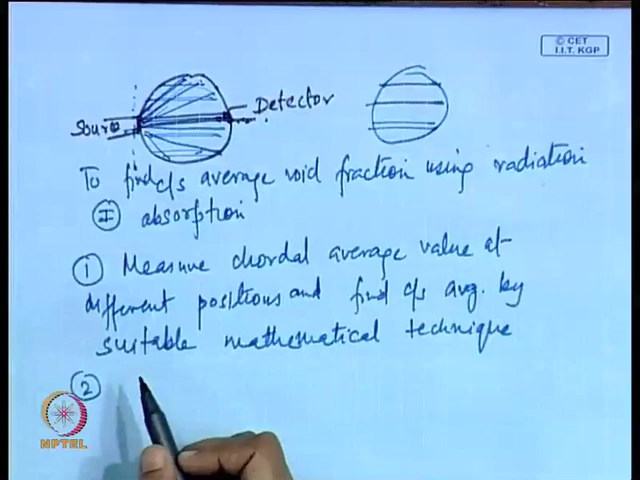 © CET
I.I.T. KGP
Source
Detector
To find c/s average void fraction using radiation
I absorption
1 Measure chordal average value at
different positions and find c/s avg. by
suitable mathematical technique
2
NPTEL